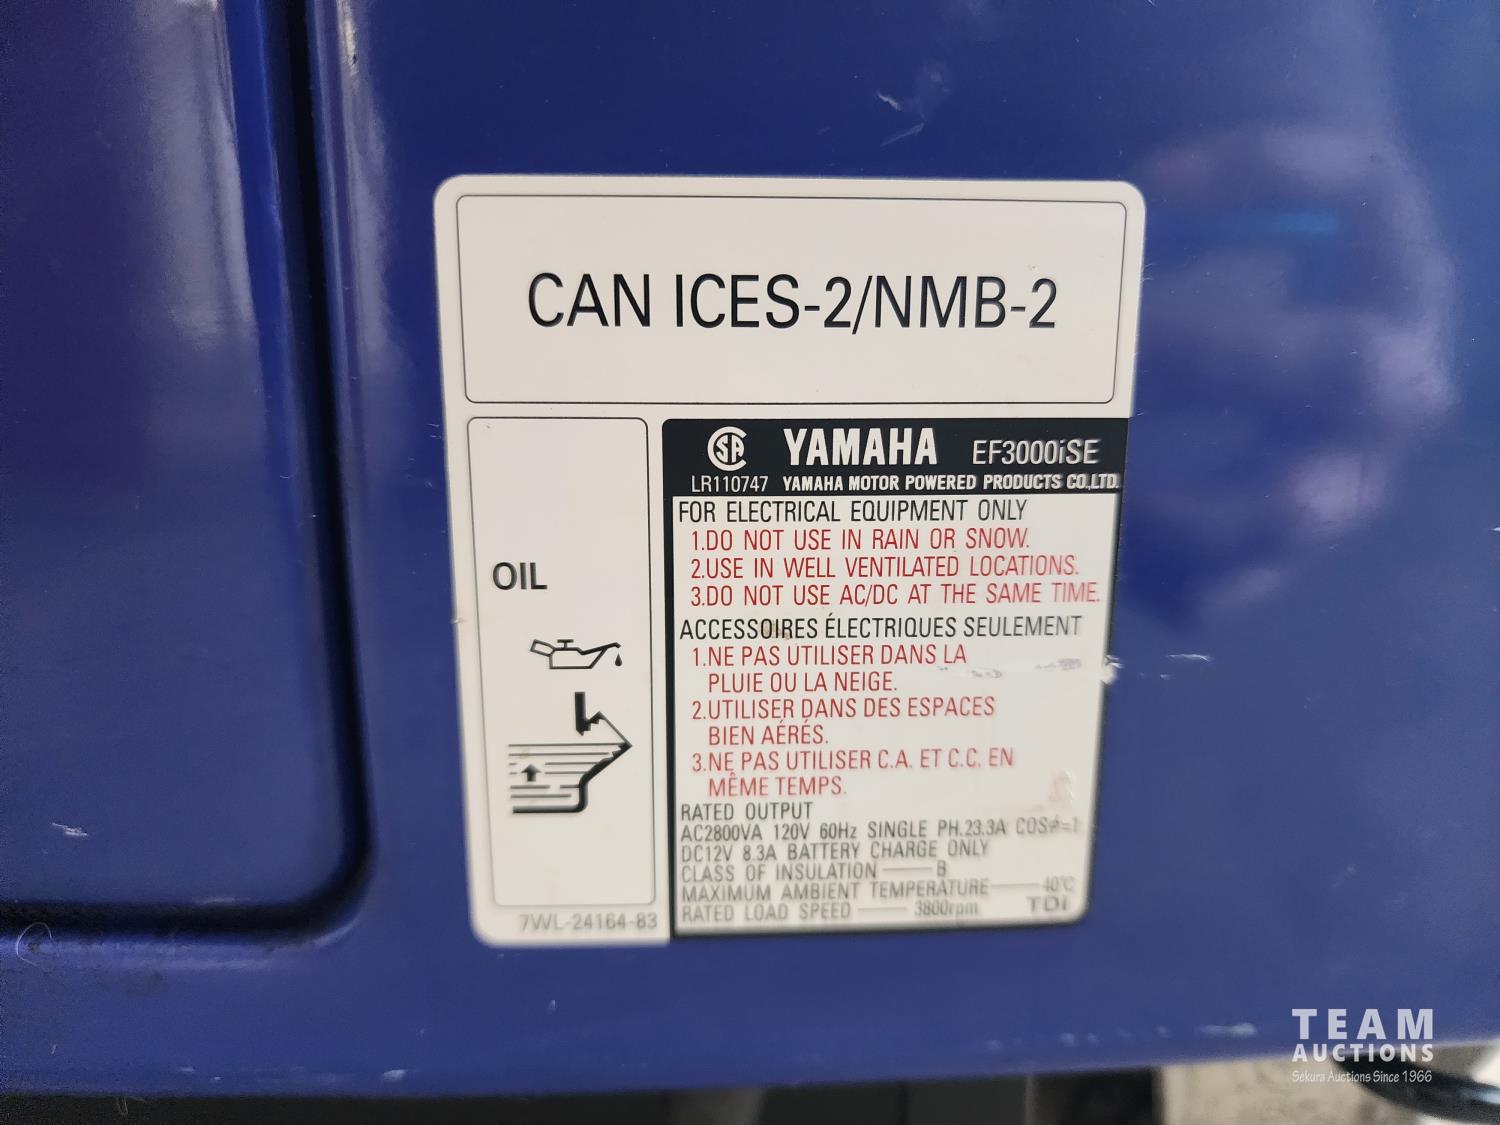 CAN ICES-2/NMB-2
OIL
7WL-24164-83
SA YAMAHA EF3000iSE
LR110747 YAMAHA MOTOR POWERED PRODUCTS CO.,LTD.
FOR ELECTRICAL EQUIPMENT ONLY
1.DO NOT USE IN RAIN OR SNOW.
2.USE IN WELL VENTILATED LOCATIONS.
3.DO NOT USE AC/DC AT THE SAME TIME.
ACCESSOIRES ÉLECTRIQUES SEULEMENT
1.NE PAS UTILISER DANS LA
PLUIE OU LA NEIGE.
2.UTILISER DANS DES ESPACES
BIEN AÉRÉS.
3.NE PAS UTILISER C.A. ET C.C. EN
MÊME TEMPS.
RATED OUTPUT
AC2800VA 120V 60Hz SINGLE PH.23.3A COSφ=1
DC12V 8.3A BATTERY CHARGE ONLY
CLASS OF INSULATION — B
MAXIMUM AMBIENT TEMPERATURE — 40°C
RATED LOAD SPEED — 3800rpm TDi
TEAM
AUCTIONS
Sekura Auctions Since 1966